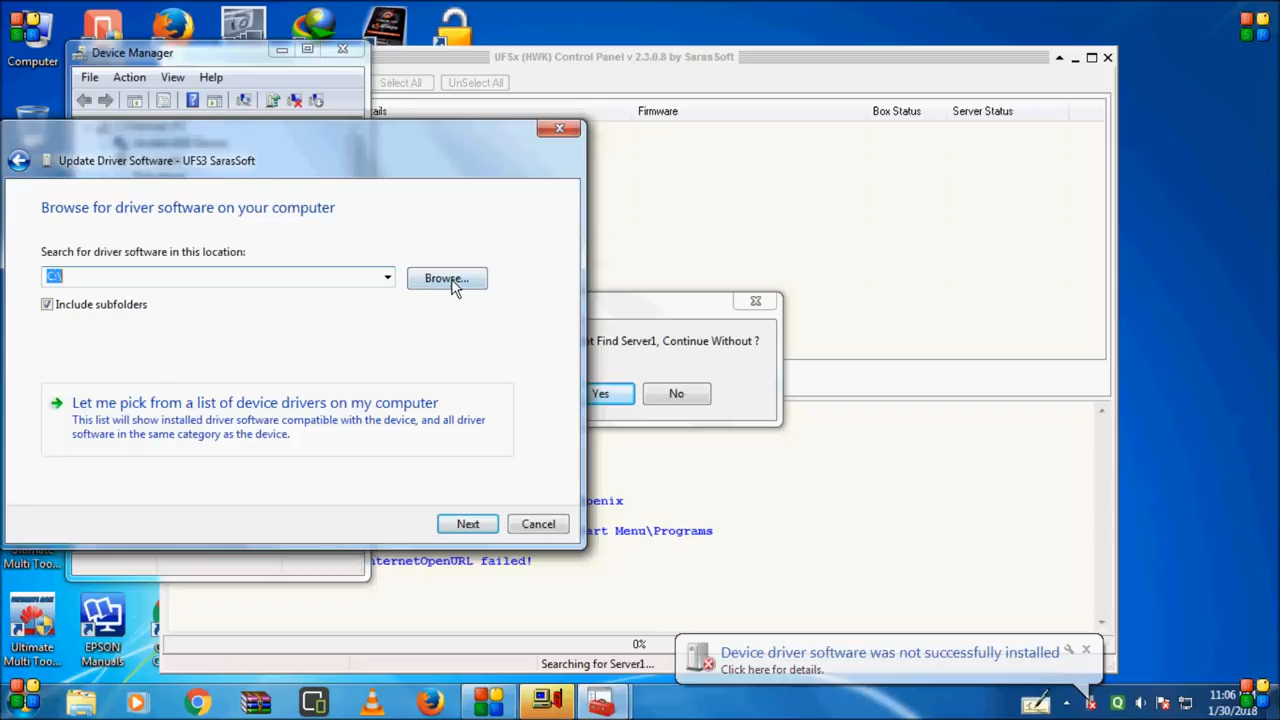 Computer
Device Manager
File Action View Help
UFSx (HWK) Control Panel v 2.3.0.8 by SarasSoft
Select All UnSelect All
ails Firmware Box Status Server Status
Update Driver Software - UFS3 SarasSoft
Browse for driver software on your computer
Search for driver software in this location:
C:\
Browse...
Include subfolders
Let me pick from a list of device drivers on my computer
This list will show installed driver software compatible with the device, and all driver
software in the same category as the device.
Next Cancel
t Find Server1, Continue Without ?
Yes No
oenix
art Menu\Programs
nternetOpenURL failed!
0%
Searching for Server1...
Device driver software was not successfully installed
Click here for details.
Ultimate
Multi Too...
Ultimate
Multi Too...
EPSON
Manuals
11:06
1/30/2018